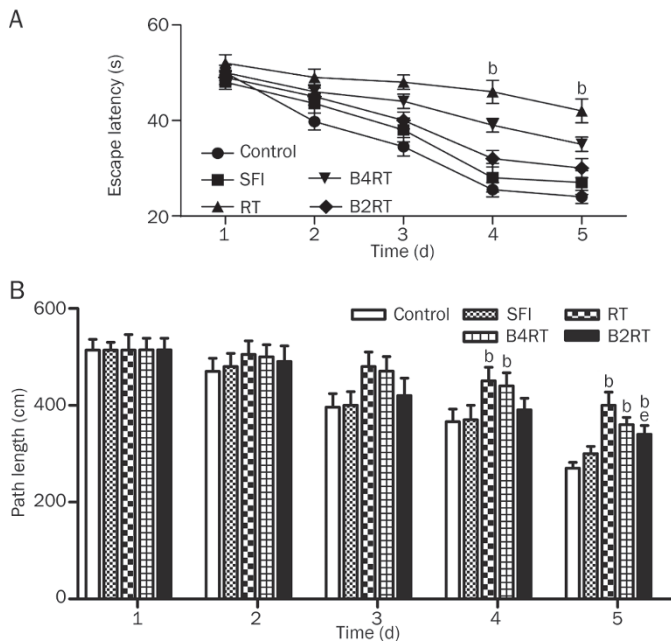 A
60
40
20
Escape latency (s)
b
b
Control
SFI
RT
B4RT
B2RT
1 2 3 4 5
Time (d)
B
600
400
200
0
Path length (cm)
Control SFI RT
B4RT B2RT
b b
b b b
e
1 2 3 4 5
Time (d)